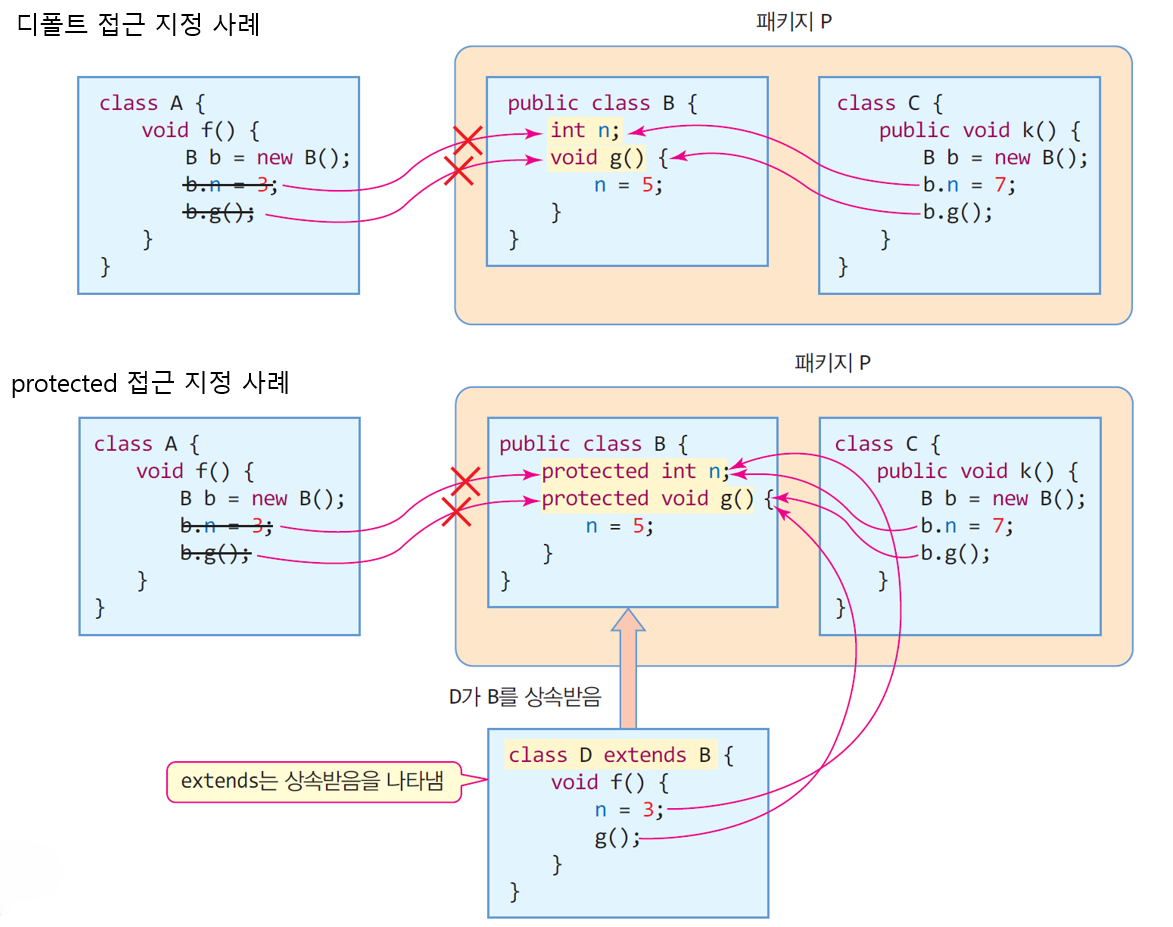 디폴트 접근 지정 사례
패키지 P
class A {
void f() {
B b = new B();
b.n = 3;
b.g();
}
}
public class B {
int n;
void g() {
n = 5;
}
}
class C {
public void k() {
B b = new B();
b.n = 7;
b.g();
}
}
protected 접근 지정 사례
패키지 P
class A {
void f() {
B b = new B();
b.n = 3;
b.g();
}
}
public class B {
protected int n;
protected void g() {
n = 5;
}
}
class C {
public void k() {
B b = new B();
b.n = 7;
b.g();
}
}
D가 B를 상속받음
extends는 상속받음을 나타냄
class D extends B {
void f() {
n = 3;
g();
}
}